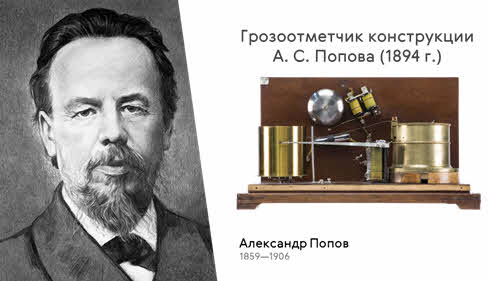 Грозоотметчик конструкции
А. С. Попова (1894 г.)
Александр Попов
1859—1906